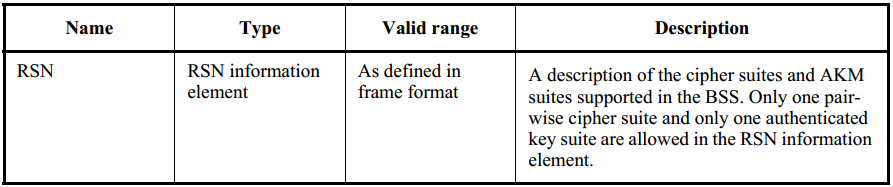 Name Type Valid range Description
RSN RSN information element As defined in frame format A description of the cipher suites and AKM
suites supported in the BSS. Only one pair-
wise cipher suite and only one authenticated
key suite are allowed in the RSN information
element.